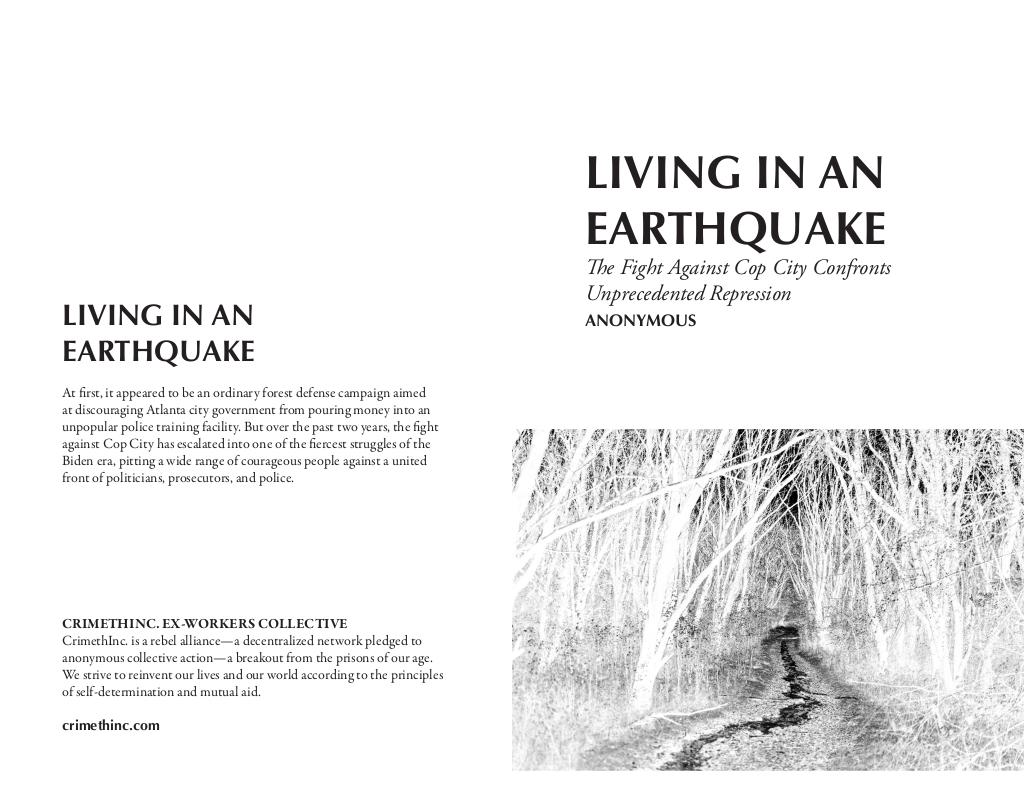 LIVING IN AN
EARTHQUAKE
At first, it appeared to be an ordinary forest defense campaign aimed
at discouraging Atlanta city government from pouring money into an
unpopular police training facility. But over the past two years, the fight
against Cop City has escalated into one of the fiercest struggles of the
Biden era, pitting a wide range of courageous people against a united
front of politicians, prosecutors, and police.
CRIMETHINC. EX-WORKERS COLLECTIVE
CrimethInc. is a rebel alliance—a decentralized network pledged to
anonymous collective action—a breakout from the prisons of our age.
We strive to reinvent our lives and our world according to the principles
of self-determination and mutual aid.
crimethinc.com
LIVING IN AN
EARTHQUAKE
The Fight Against Cop City Confronts
Unprecedented Repression
ANONYMOUS